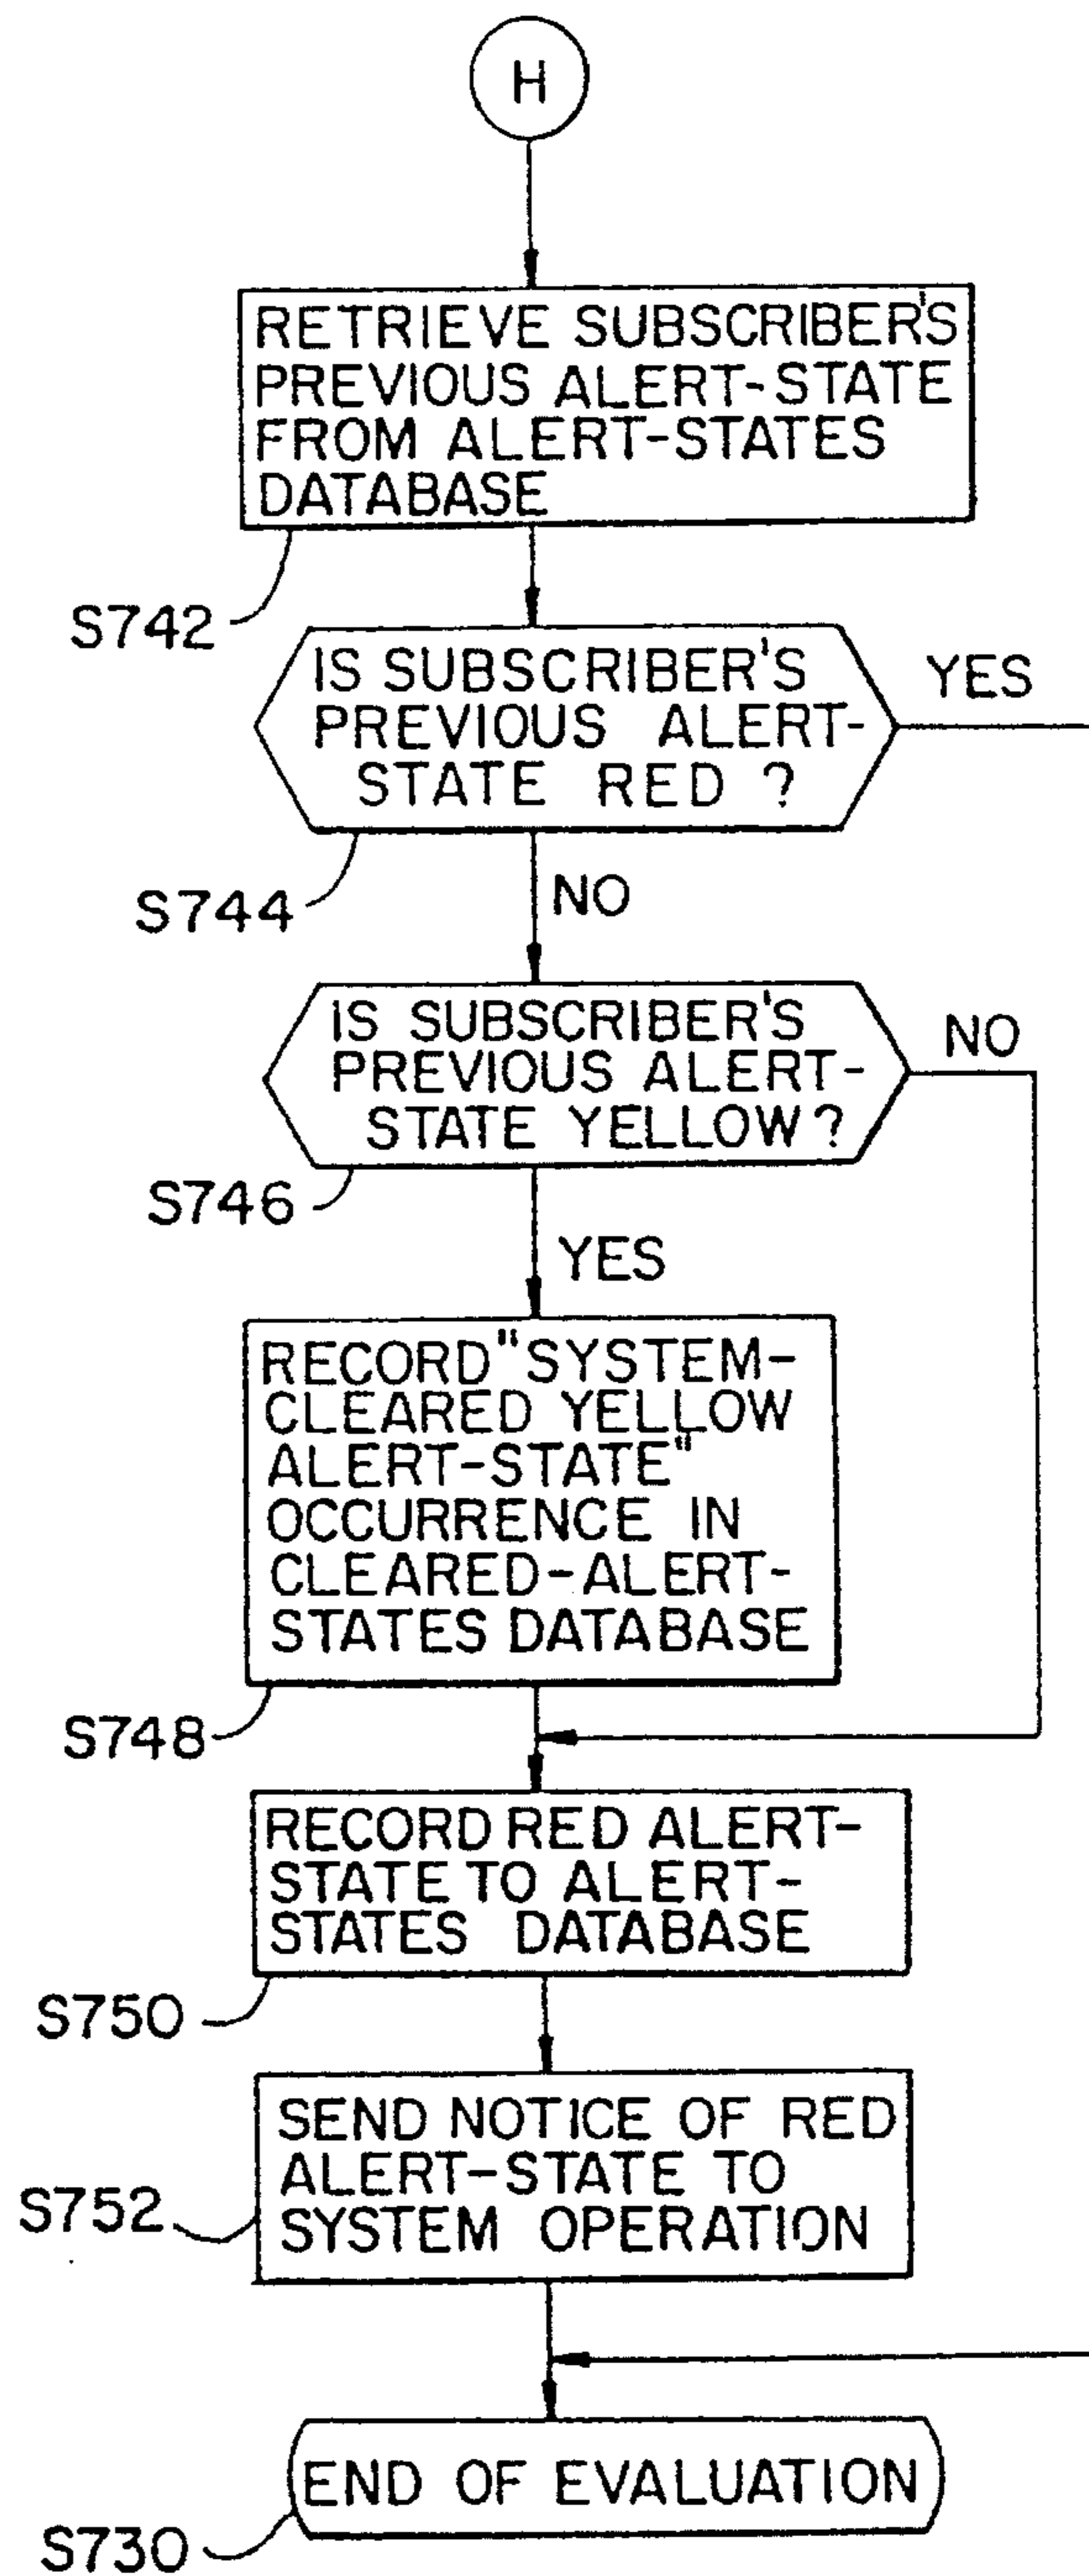 H
RETRIEVE SUBSCRIBER'S
PREVIOUS ALERT-STATE
FROM ALERT-STATES
DATABASE
S742
IS SUBSCRIBER'S
PREVIOUS ALERT-
STATE RED ?
YES
S744
NO
IS SUBSCRIBER'S
PREVIOUS ALERT-
STATE YELLOW ?
NO
S746
YES
RECORD "SYSTEM-
CLEARED YELLOW
ALERT-STATE"
OCCURRENCE IN
CLEARED-ALERT-
STATES DATABASE
S748
RECORD RED ALERT-
STATE TO ALERT-
STATES DATABASE
S750
SEND NOTICE OF RED
ALERT-STATE TO
SYSTEM OPERATION
S752
END OF EVALUATION
S730